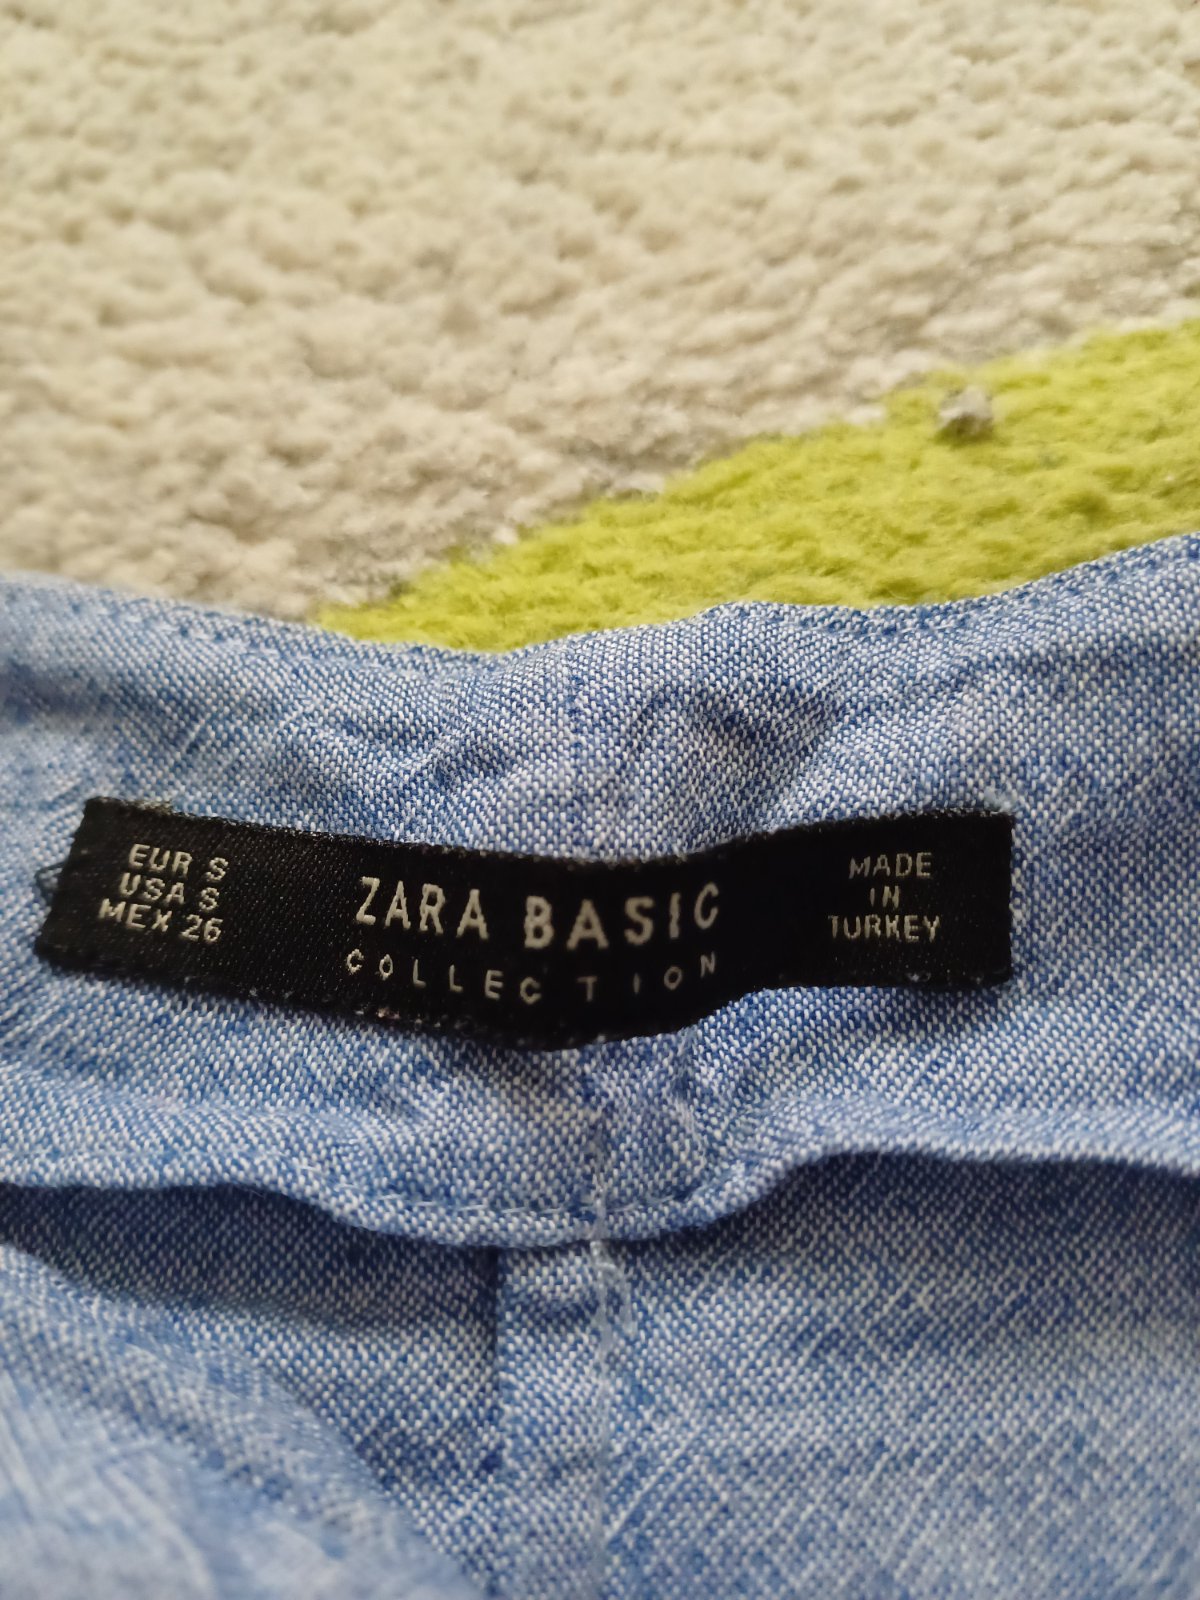 EUR S
USA S
MEX 26
ZARA BASIC
COLLECTION
MADE
IN
TURKEY